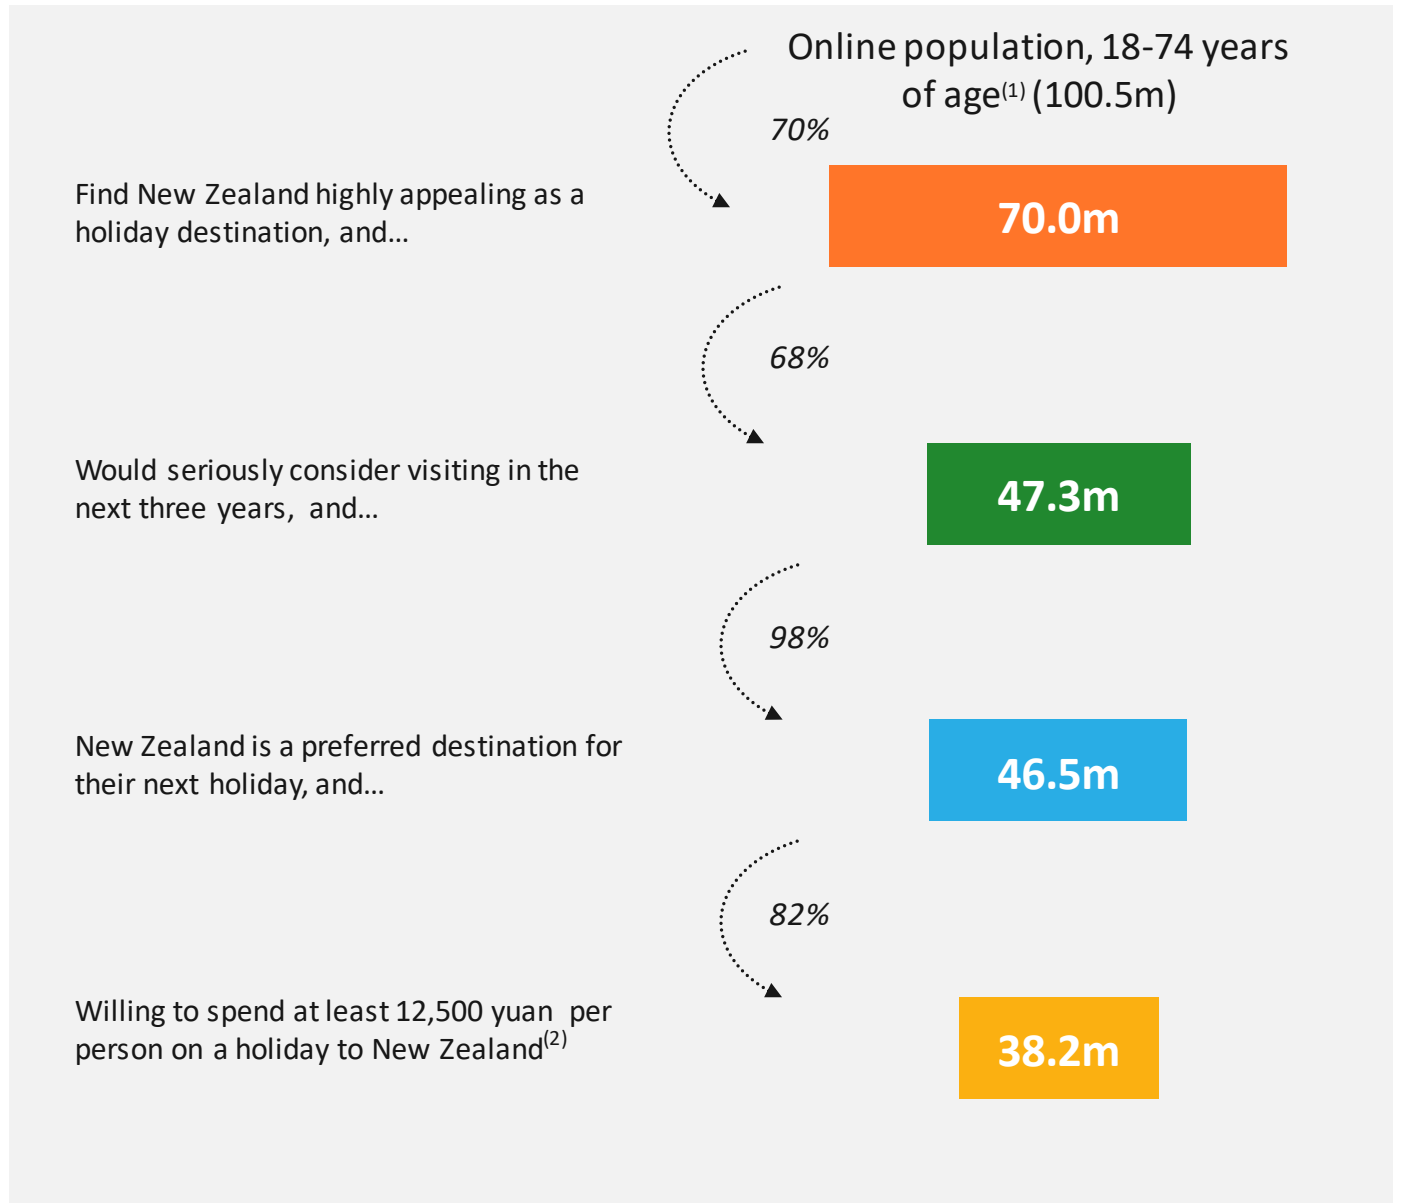 Online population, 18-74 years
of age(1) (100.5m)
70%
Find New Zealand highly appealing as a
holiday destination, and…
70.0m
68%
Would seriously consider visiting in the
next three years, and…
47.3m
98%
New Zealand is a preferred destination for
their next holiday, and…
46.5m
82%
Willing to spend at least 12,500 yuan per
person on a holiday to New Zealand(2)
38.2m